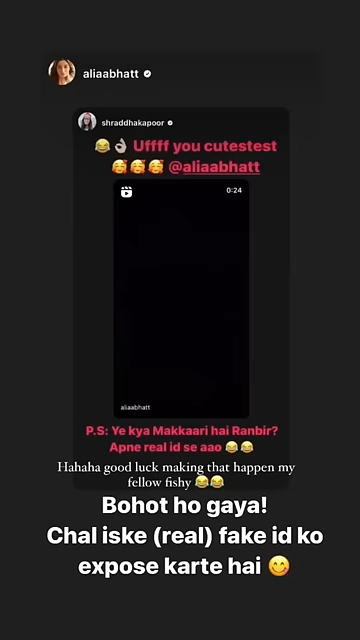 aliaabhatt
shraddhakapoor
😂👌🏼 Uffff you cutestest
🥰🥰🥰 @aliaabhatt
0:24
aliaabhatt
P.S: Ye kya Makkaari hai Ranbir?
Apne real id se aao 😂😂
Hahaha good luck making that happen my
fellow fishy 😂😂
Bohot ho gaya!
Chal iske (real) fake id ko
expose karte hai 😋